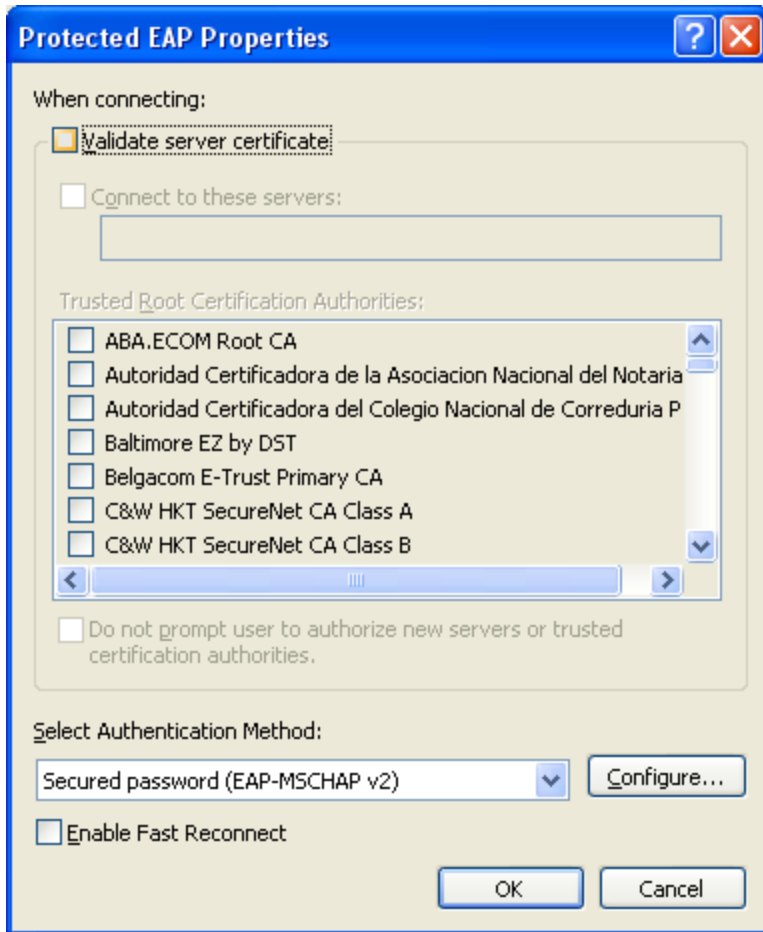 Protected EAP Properties
When connecting:
Validate server certificate
Connect to these servers:
Trusted Root Certification Authorities:
ABA.ECOM Root CA
Autoridad Certificadora de la Asociacion Nacional del Notaria
Autoridad Certificadora del Colegio Nacional de Correduria P
Baltimore EZ by DST
Belgacom E-Trust Primary CA
C&W HKT SecureNet CA Class A
C&W HKT SecureNet CA Class B
Do not prompt user to authorize new servers or trusted
certification authorities.
Select Authentication Method:
Secured password (EAP-MSCHAP v2)
Configure...
Enable Fast Reconnect
OK
Cancel